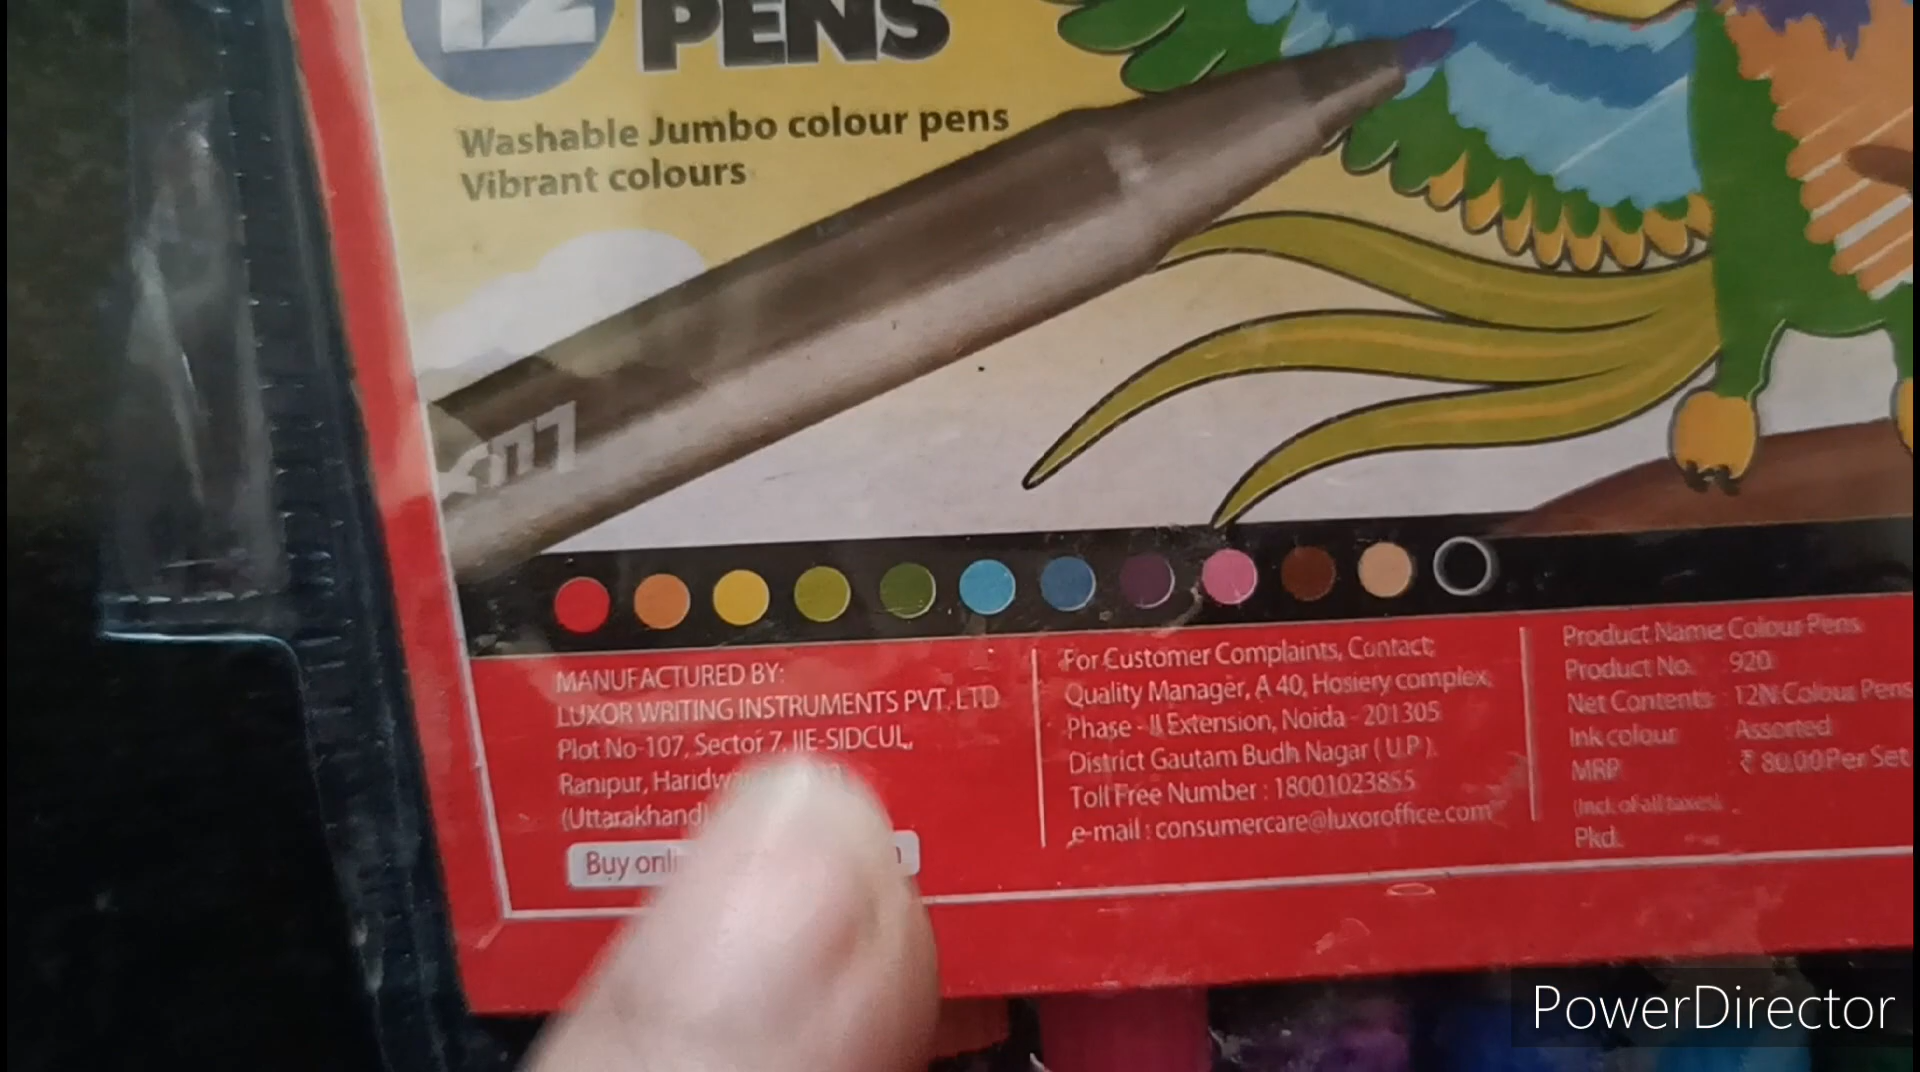 12
PENS
Washable Jumbo colour pens
Vibrant colours
LUX
MANUFACTURED BY:
LUXOR WRITING INSTRUMENTS PVT. LTD
Plot No-107, Sector 7, IIE-SIDCUL,
Ranipur, Haridw
(Uttarakhand)
Buy onli
For Customer Complaints, Contact:
Quality Manager, A 40, Hosiery complex,
Phase - II Extension, Noida - 201305
District Gautam Budh Nagar ( U.P ).
Toll Free Number : 18001023855
e-mail : consumercare@luxoroffice.com
Product Name: Colour Pens
Product No. 920
Net Contents 12N Colour Pens
Ink colour Assorted
MRP ₹ 80.00 Per Set
(Incl. of all taxes)
Pkd.
PowerDirector